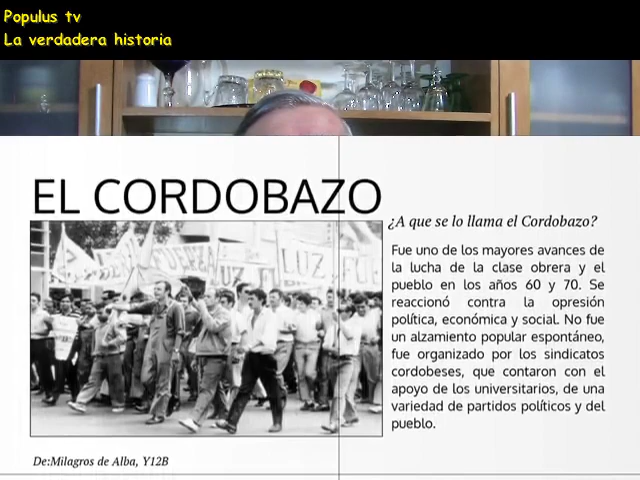 Populus tv
La verdadera historia
EL CORDOBAZO
¿A que se lo llama el Cordobazo?
Fue uno de los mayores avances de
la lucha de la clase obrera y el
pueblo en los años 60 y 70. Se
reaccionó contra la opresión
política, económica y social. No fue
un alzamiento popular espontáneo,
fue organizado por los sindicatos
cordobeses, que contaron con el
apoyo de los universitarios, de una
variedad de partidos políticos y del
pueblo.
LUZ
De:Milagros de Alba, Y12B